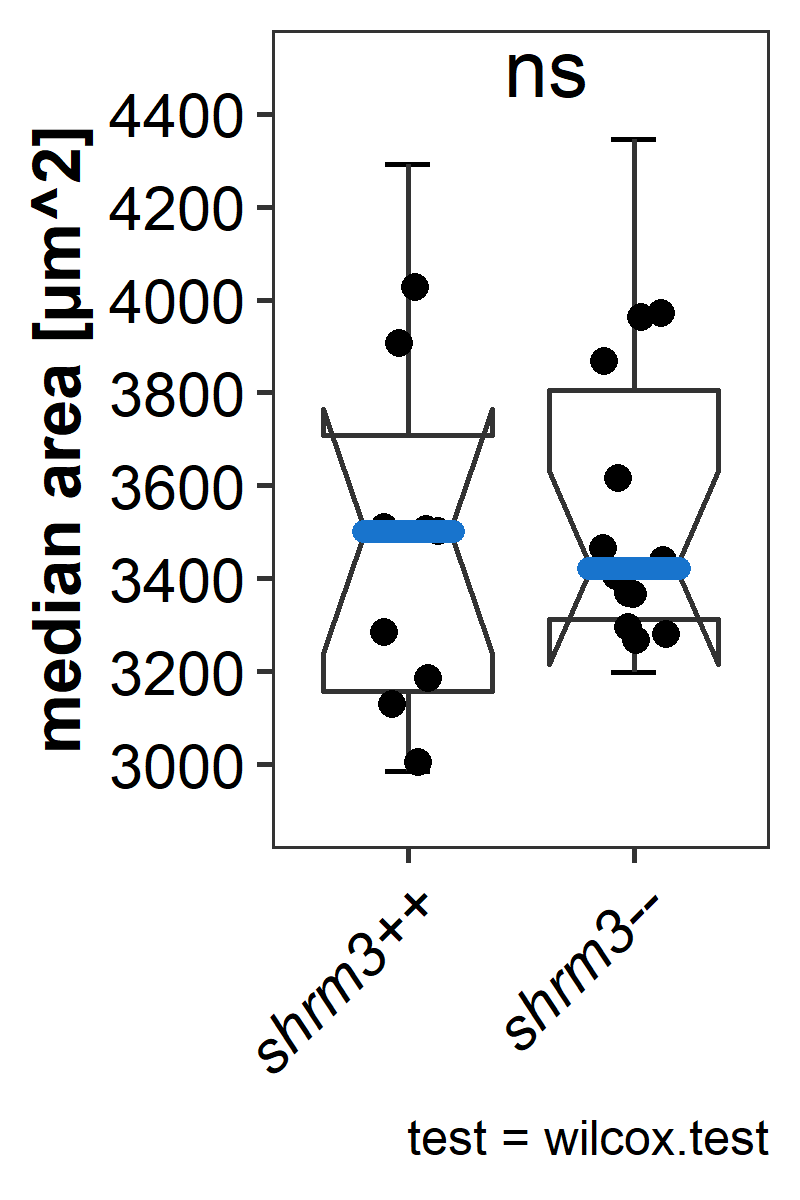 ns
median area [µm^2]
4400
4200
4000
3800
3600
3400
3200
3000
shrm3++
shrm3--
test = wilcox.test